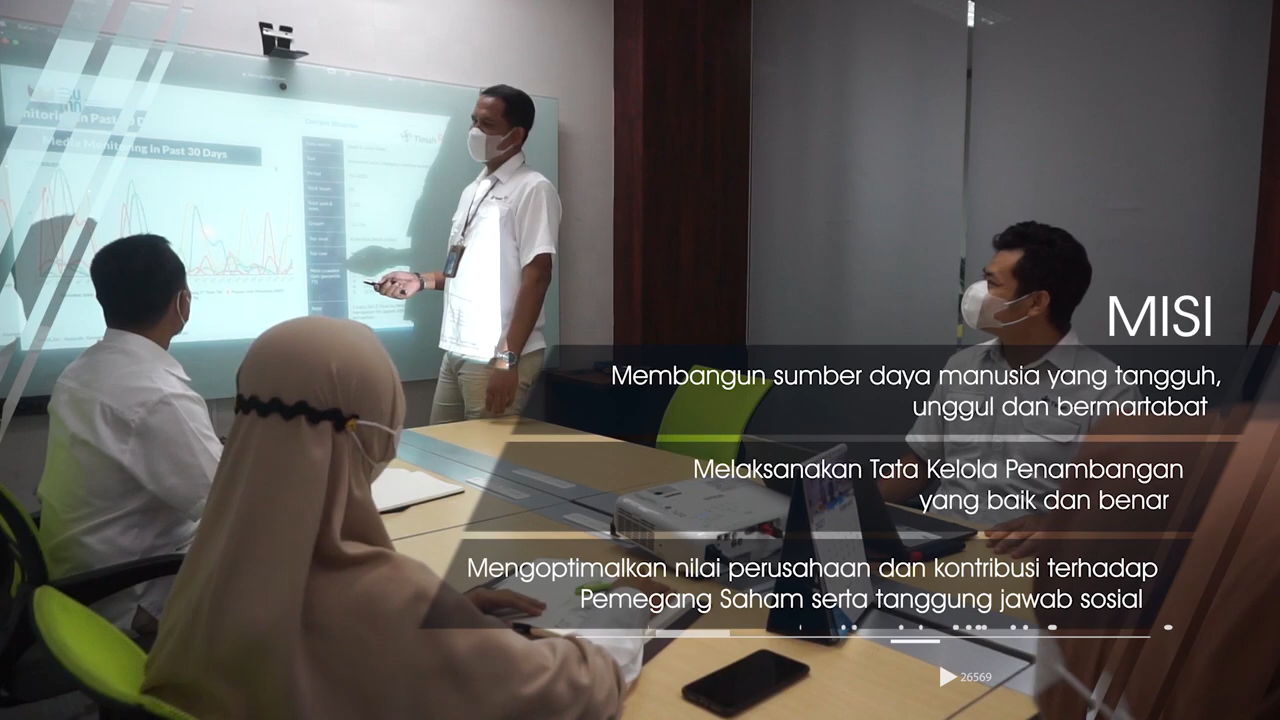 Media Monitoring in Past 30 Days
Timah
MISI
Membangun sumber daya manusia yang tangguh,
unggul dan bermartabat
Melaksanakan Tata Kelola Penambangan
yang baik dan benar
Mengoptimalkan nilai perusahaan dan kontribusi terhadap
Pemegang Saham serta tanggung jawab sosial
26569